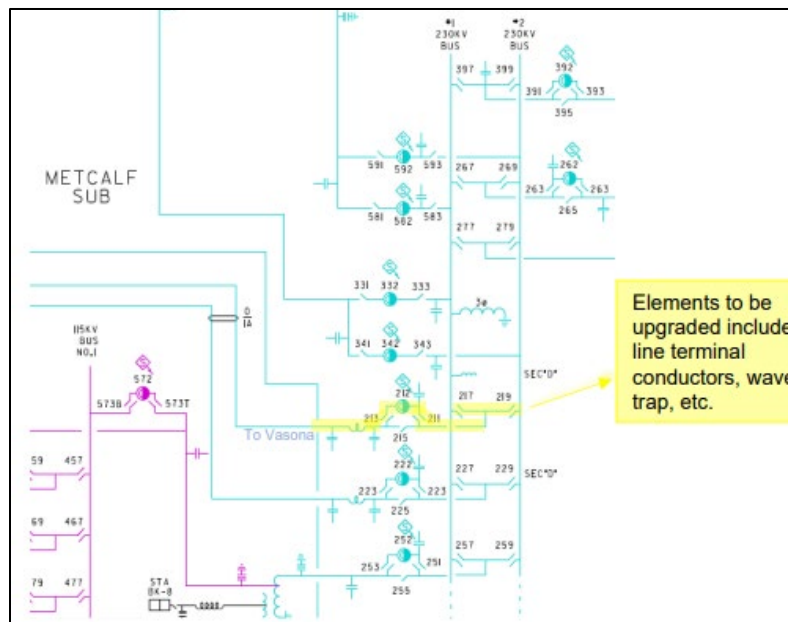 #1
230KV
BUS
#2
230KV
BUS
397 399
392
391 393
395
591 592 593
267 269
262
263 263
265
METCALF
SUB
581 582 583
277 279
331 332 333
3ø
D
1A
341 342 343
115KV
BUS
NO.1
572
573B 573T
SEC"D"
212
213 211
217 219
215
To Vasona
222
223 223
225
227 229
SEC"D"
59 457
69 467
79 477
252
253 251
255
257 259
STA
BK-8
Elements to be
upgraded include
line terminal
conductors, wave
trap, etc.